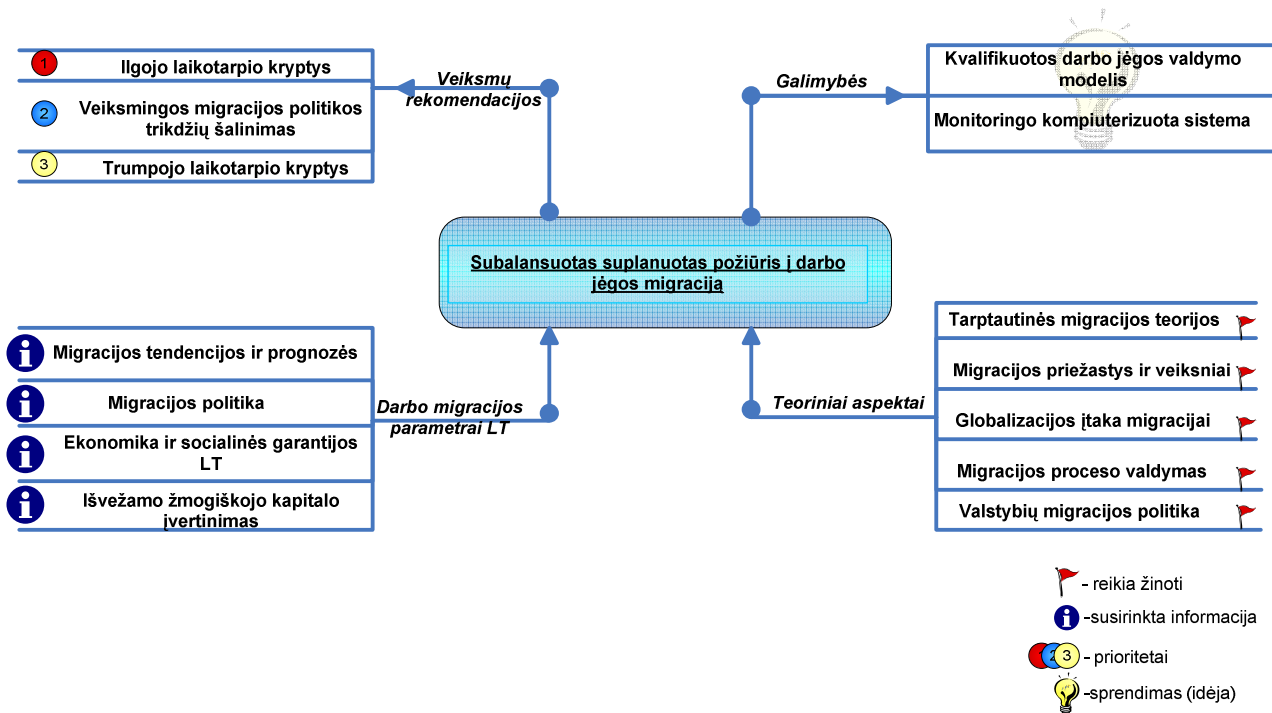 1
Ilgojo laikotarpio kryptys
2
Veiksmingos migracijos politikos
trikdžių šalinimas
3
Trumpojo laikotarpio kryptys
Veiksmų
rekomendacijos
Galimybės
Kvalifikuotos darbo jėgos valdymo
modelis
Monitoringo kompiuterizuota sistema
Subalansuotas suplanuotas požiūris į darbo
jėgos migraciją
Migracijos tendencijos ir prognozės
Migracijos politika
Ekonomika ir socialinės garantijos
LT
Išvežamo žmogiškojo kapitalo
įvertinimas
Darbo migracijos
parametrai LT
Teoriniai aspektai
Tarptautinės migracijos teorijos
Migracijos priežastys ir veiksniai
Globalizacijos įtaka migracijai
Migracijos proceso valdymas
Valstybių migracijos politika
- reikia žinoti
-susirinkta informacija
1 2 3 - prioritetai
-sprendimas (idėja)